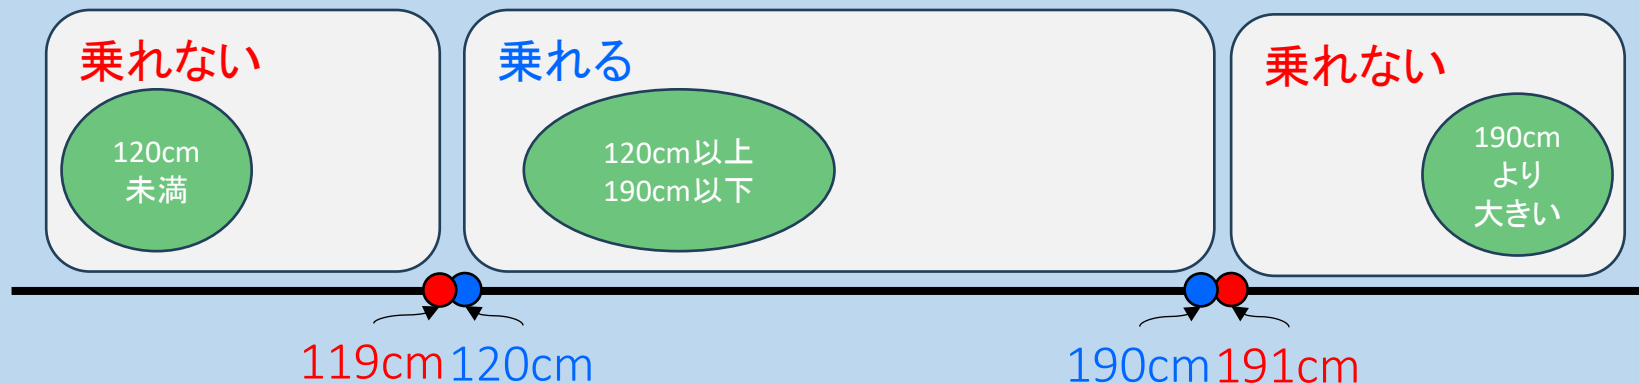 乗れない
120cm
未満
乗れる
120cm以上
190cm以下
乗れない
190cm
より
大きい
119cm
120cm
190cm
191cm